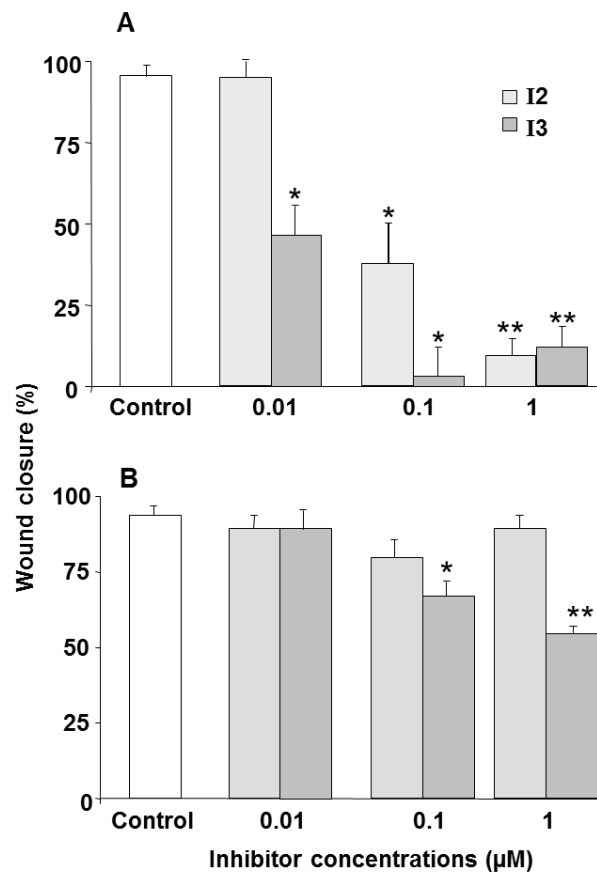 A
100
75
50
25
0
I2
I3
*
*
*
**
**
Control 0.01 0.1 1
Wound closure (%)
B
100
75
50
25
0
*
**
Control 0.01 0.1 1
Inhibitor concentrations (µM)